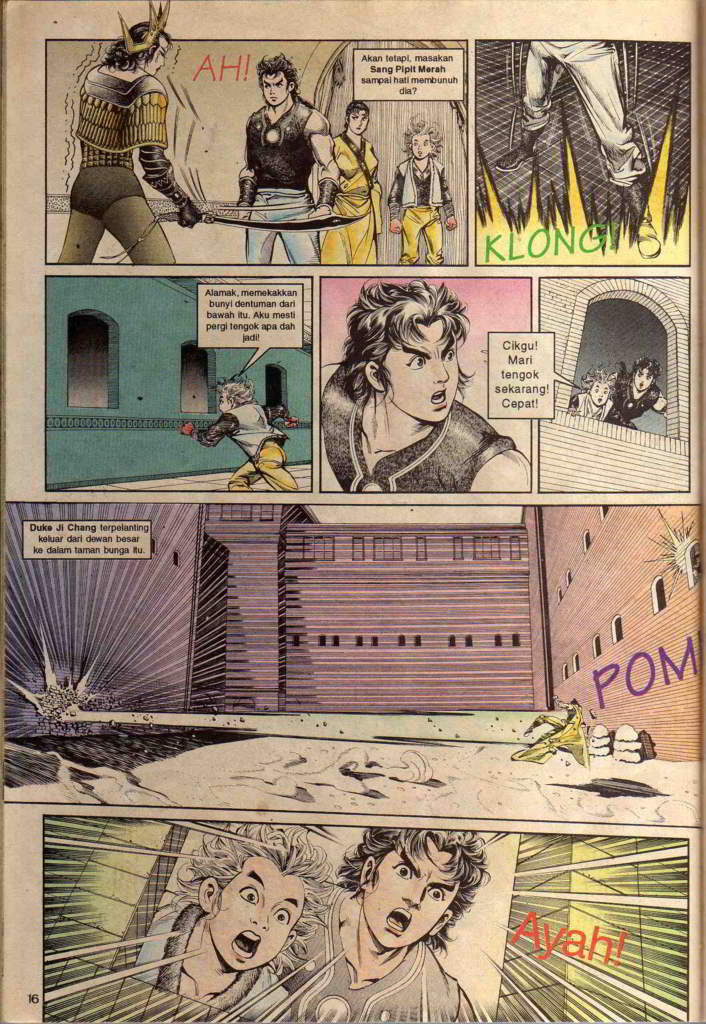 AH!
Akan tetapi, masakan
Sang Pipit Merah
sampai hati membunuh
dia?
KLONG!
Alamak, memekakkan
bunyi dentuman dari
bawah itu. Aku mesti
pergi tengok apa dah
jadi!
Cikgu!
Mari
tengok
sekarang!
Cepat!
Duke Ji Chang terpelanting
keluar dari dewan besar
ke dalam taman bunga itu.
POM
Ayah!
16